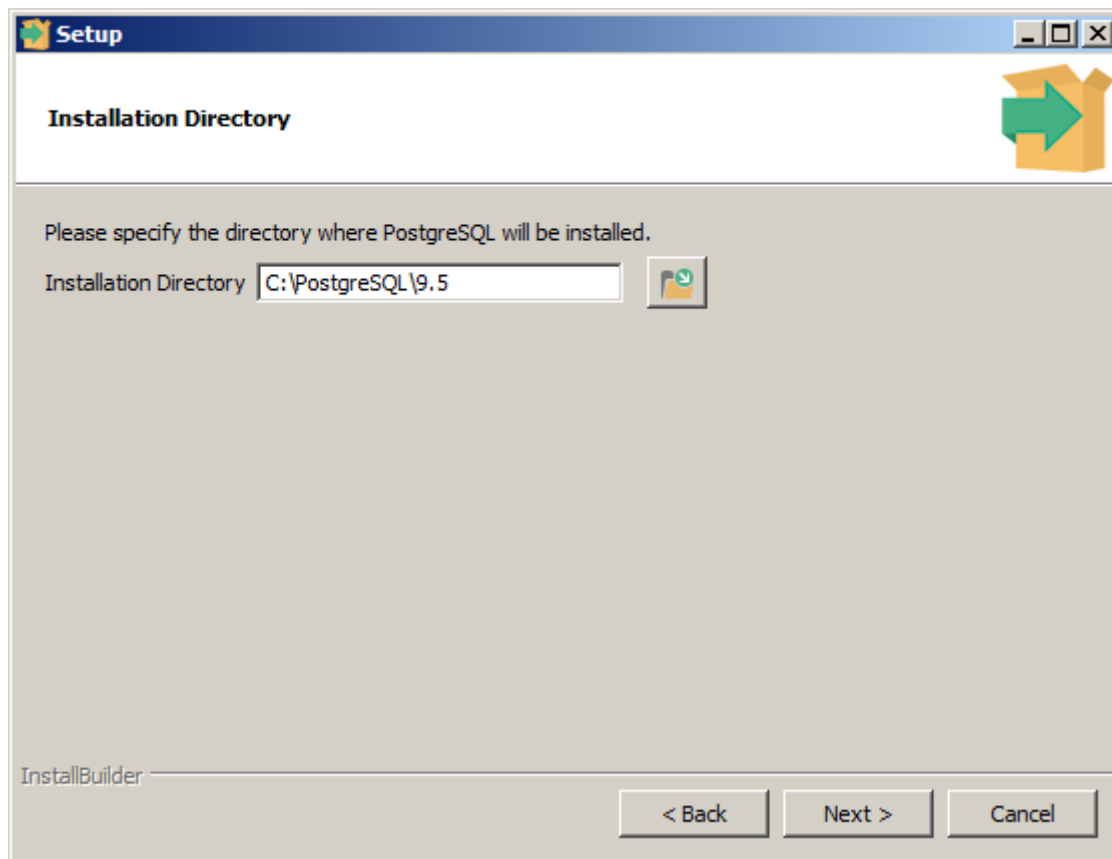 Setup
Installation Directory
Please specify the directory where PostgreSQL will be installed.
Installation Directory C:\PostgreSQL\9.5
InstallBuilder
< Back Next > Cancel